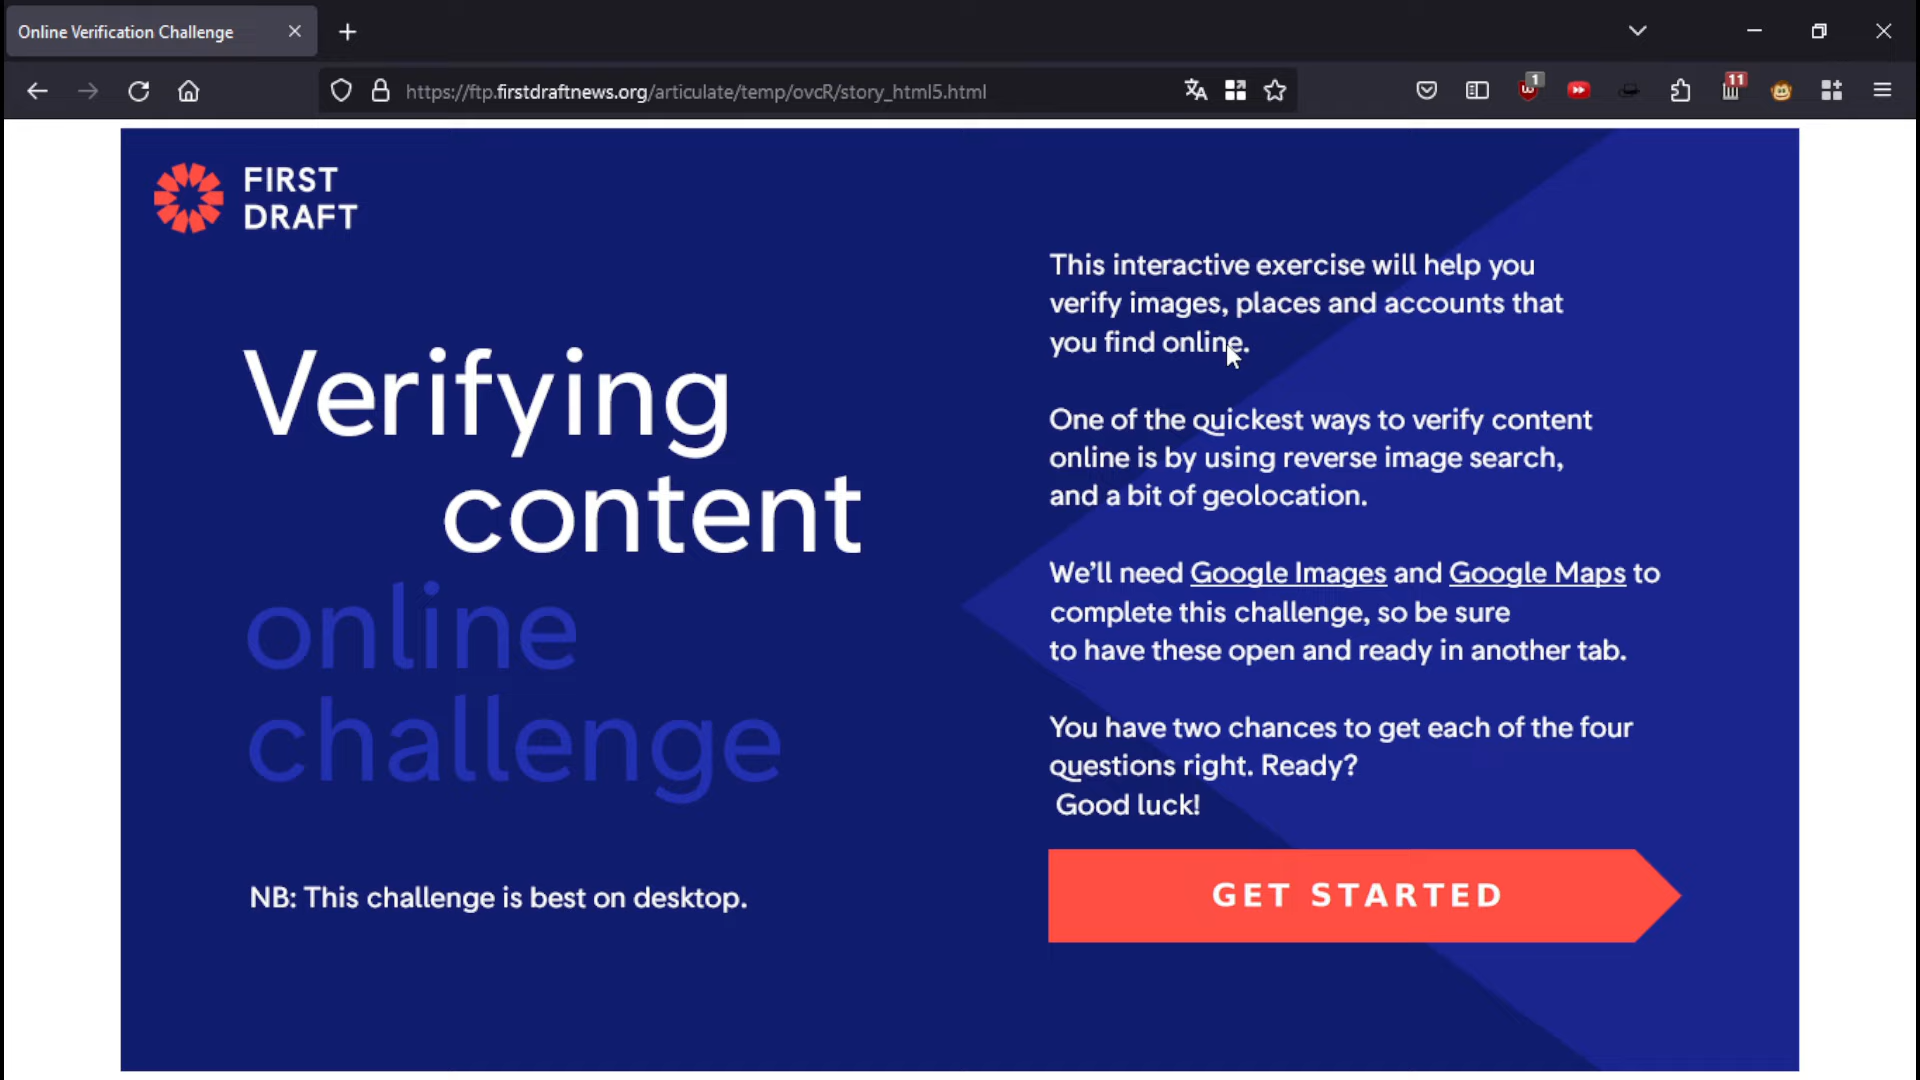 Online Verification Challenge
https://ftp.firstdraftnews.org/articulate/temp/ovcR/story_html5.html
1
11
FIRST
DRAFT
Verifying
content
online
challenge
NB: This challenge is best on desktop.
This interactive exercise will help you
verify images, places and accounts that
you find online.
One of the quickest ways to verify content
online is by using reverse image search,
and a bit of geolocation.
We'll need Google Images and Google Maps to
complete this challenge, so be sure
to have these open and ready in another tab.
You have two chances to get each of the four
questions right. Ready?
Good luck!
GET STARTED